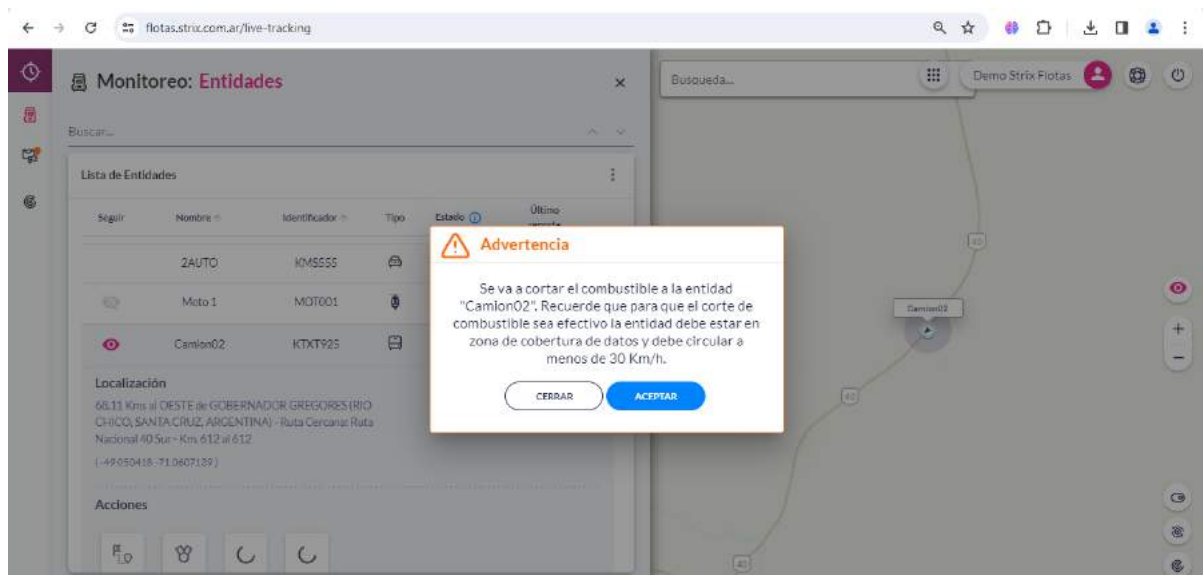 flotas.strix.com.ar/live-tracking
Monitoreo: Entidades
Busqueda...
Demo Strix Flotas
Buscar...
Lista de Entidades
Seguir Nombre Identificador Tipo Estado Último
reporte
2AUTO KMS555
Moto 1 MOT001
Camion02 KTXT925
Localización
68.11 Kms al OESTE de GOBERNADOR GREGORES (RIO
CHICO, SANTA CRUZ, ARGENTINA) - Ruta Cercana: Ruta
Nacional 40 Sur - Km. 612 al 612
(-49.050418 -71.0607139)
Acciones
Advertencia
Se va a cortar el combustible a la entidad
"Camion02". Recuerde que para que el corte de
combustible sea efectivo la entidad debe estar en
zona de cobertura de datos y debe circular a
menos de 30 Km/h.
CERRAR ACEPTAR
40
Camion02
40
40